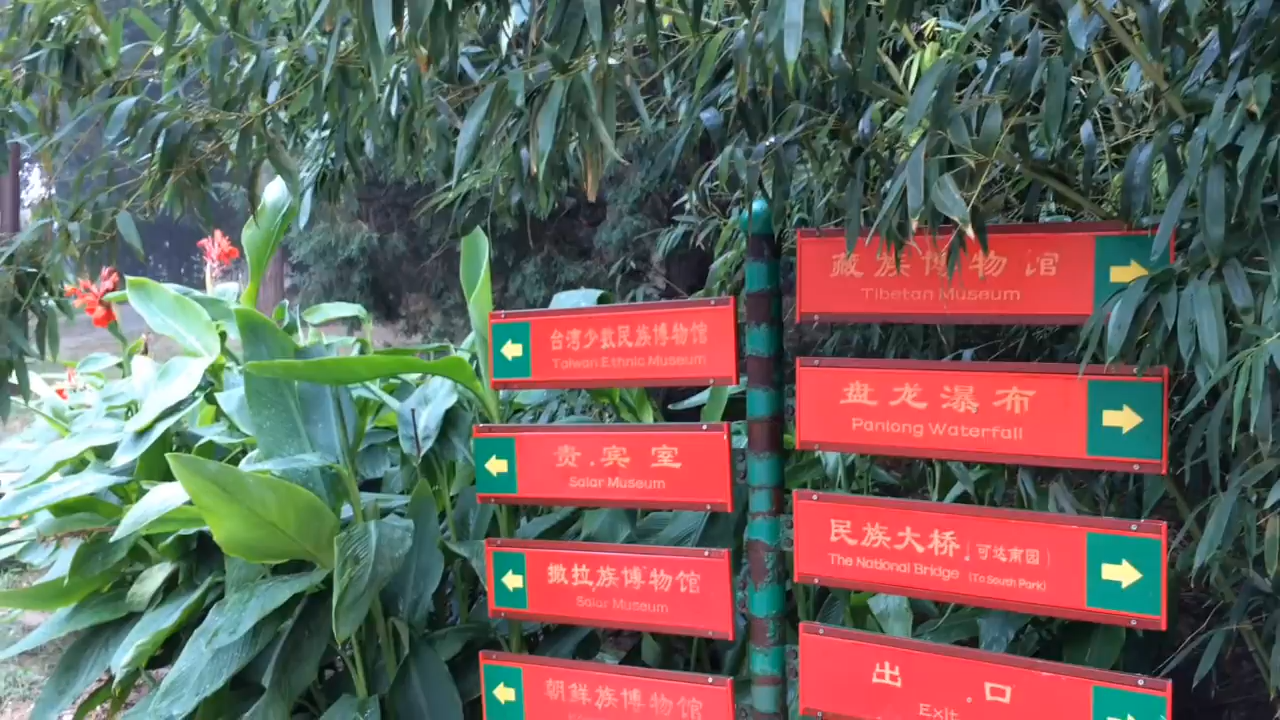 台湾少数民族博物馆
Taiwan Ethnic Museum
贵宾室
Salar Museum
撒拉族博物馆
Salar Museum
朝鲜族博物馆
藏族博物馆
Tibetan Museum
盘龙瀑布
Panlong Waterfall
民族大桥（可达南园）
The National Bridge (To South Park)
出口
Exit